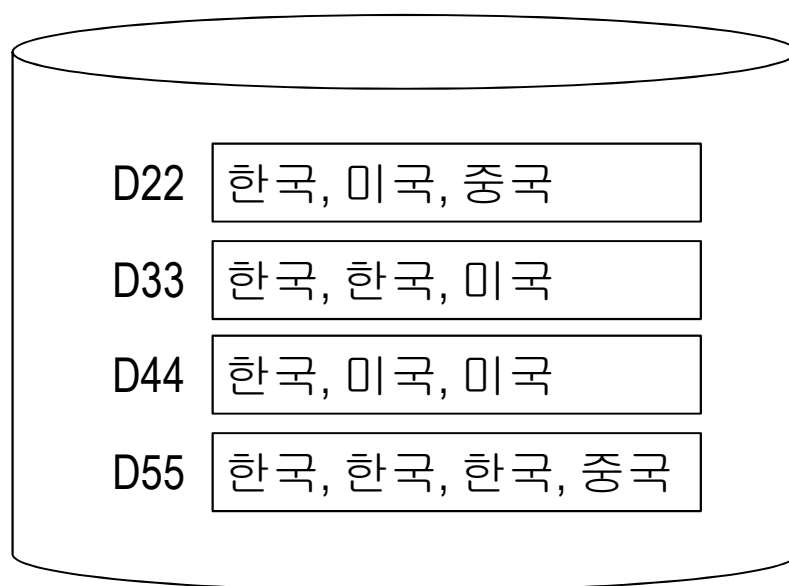 D22 한국, 미국, 중국
D33 한국, 한국, 미국
D44 한국, 미국, 미국
D55 한국, 한국, 한국, 중국